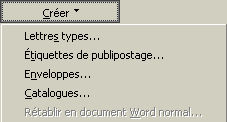 Créer
Lettres types...
Étiquettes de publipostage...
Enveloppes...
Catalogues...
Rétablir en document Word normal...